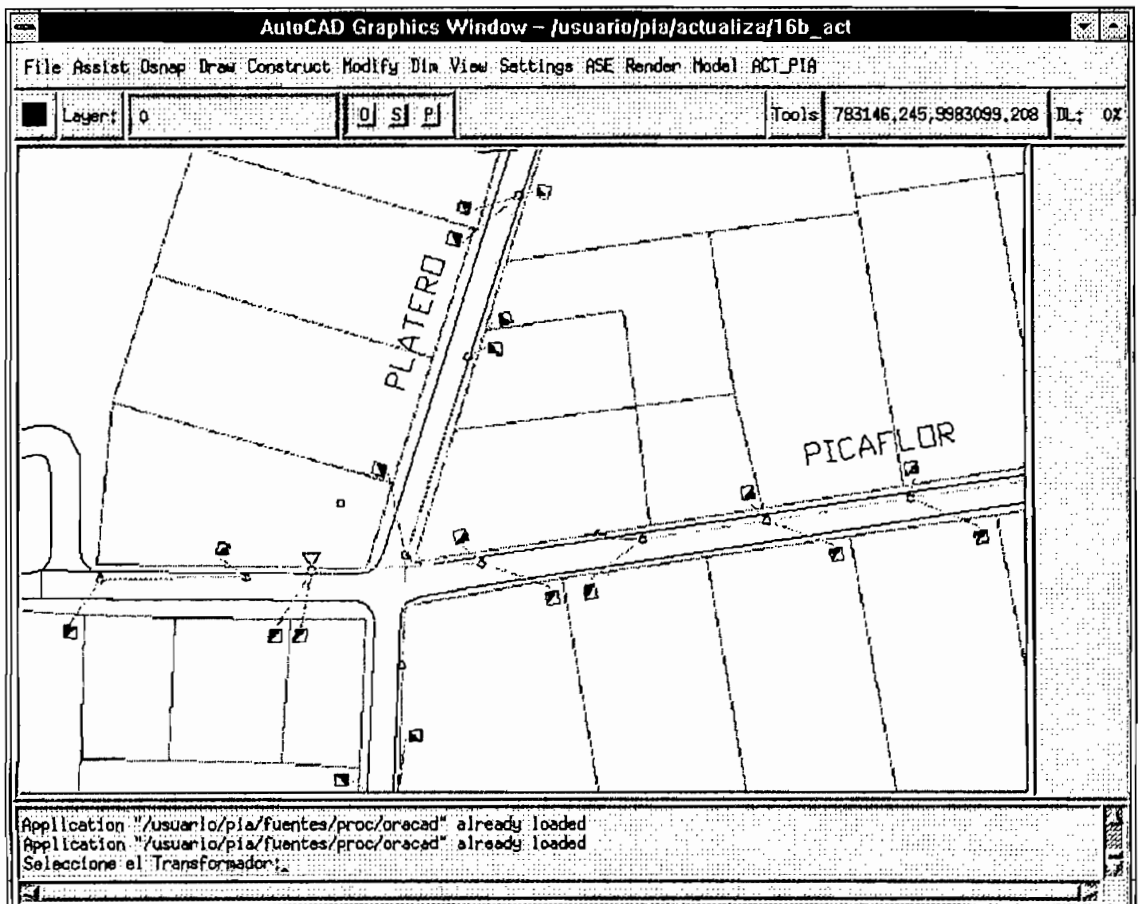 AutoCAD Graphics Window – /usuario/pia/actualiza/16b_act
File Assist Osnap Draw Construct Modify Dim View Settings ASE Render Model ACT_PIA
Layer: 0 O S P Tools 783146.245,9983099.208 DL: 0%
PLATERO
PICAFLOR
Application "/usuario/pia/fuentes/proc/oracad" already loaded
Application "/usuario/pia/fuentes/proc/oracad" already loaded
Seleccione el Transformador:_